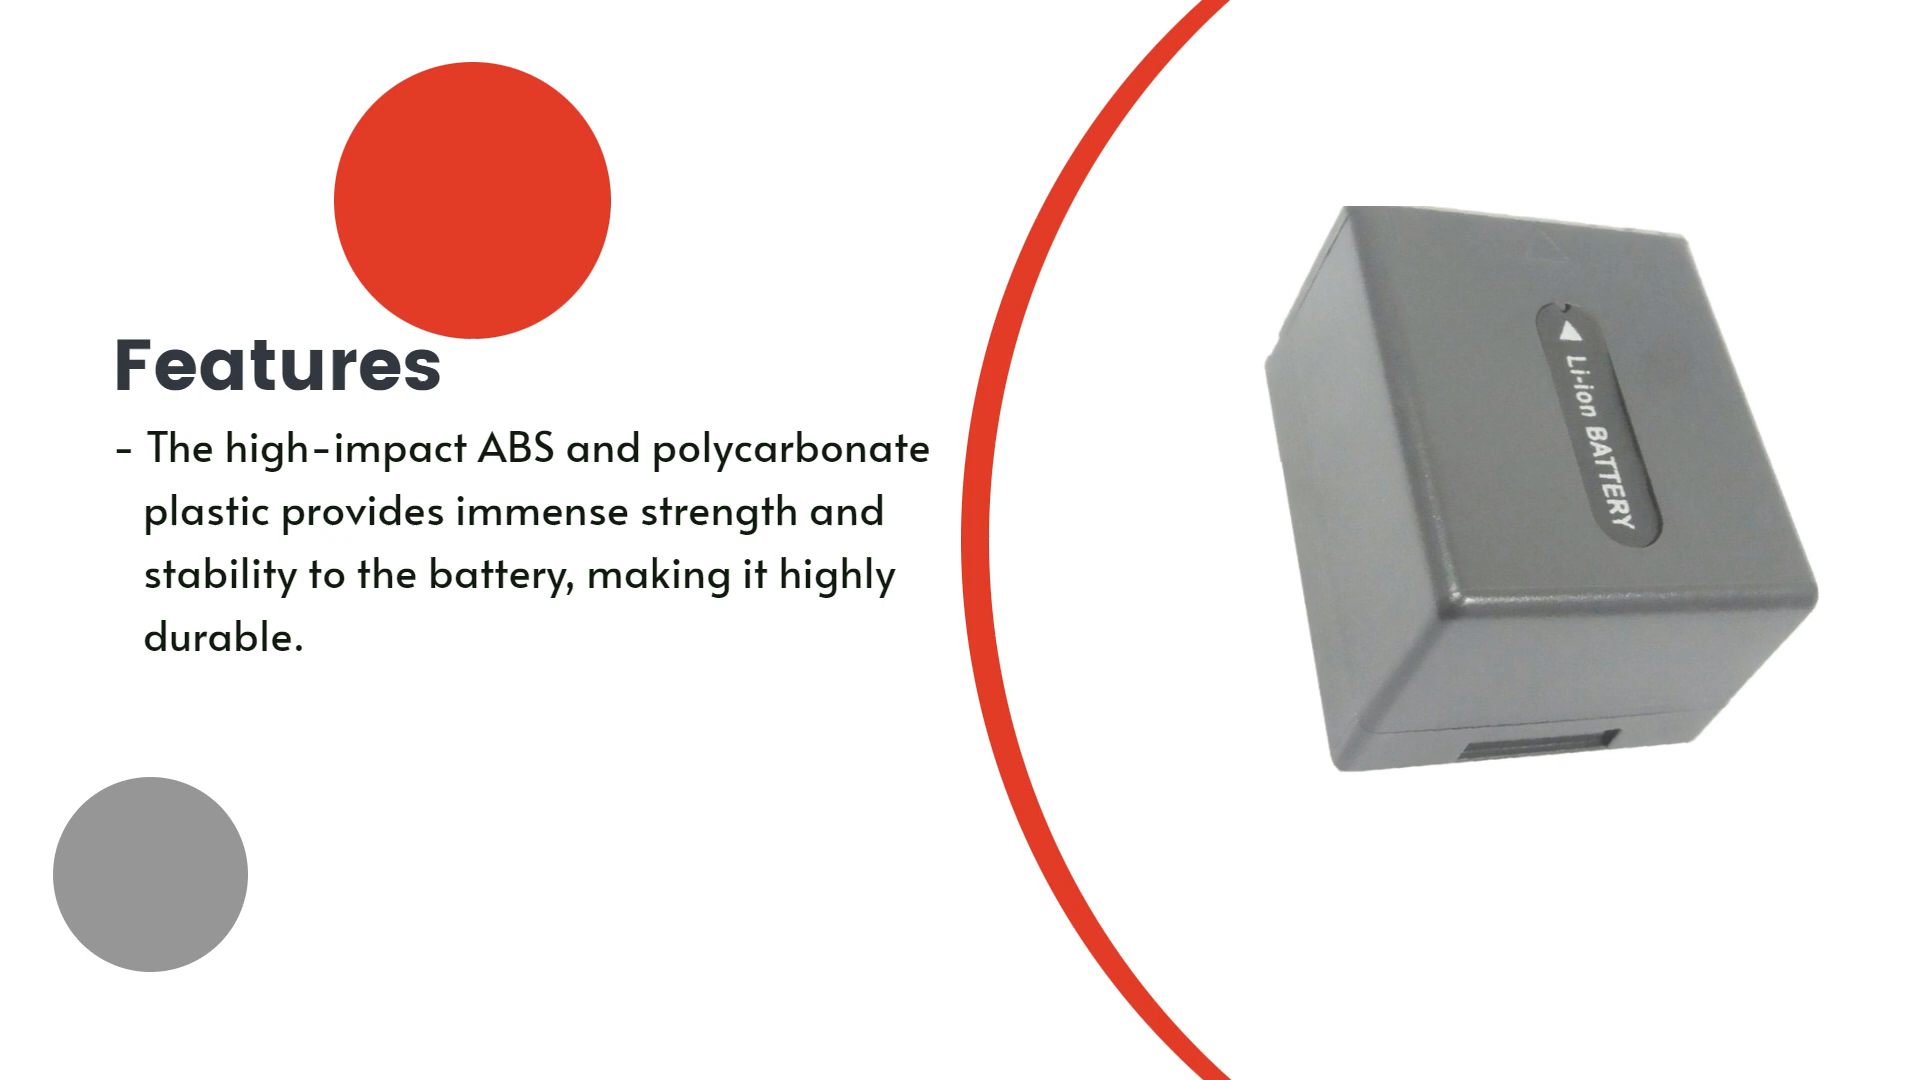 Features
- The high-impact ABS and polycarbonate
plastic provides immense strength and
stability to the battery, making it highly
durable.
Li-ion BATTERY